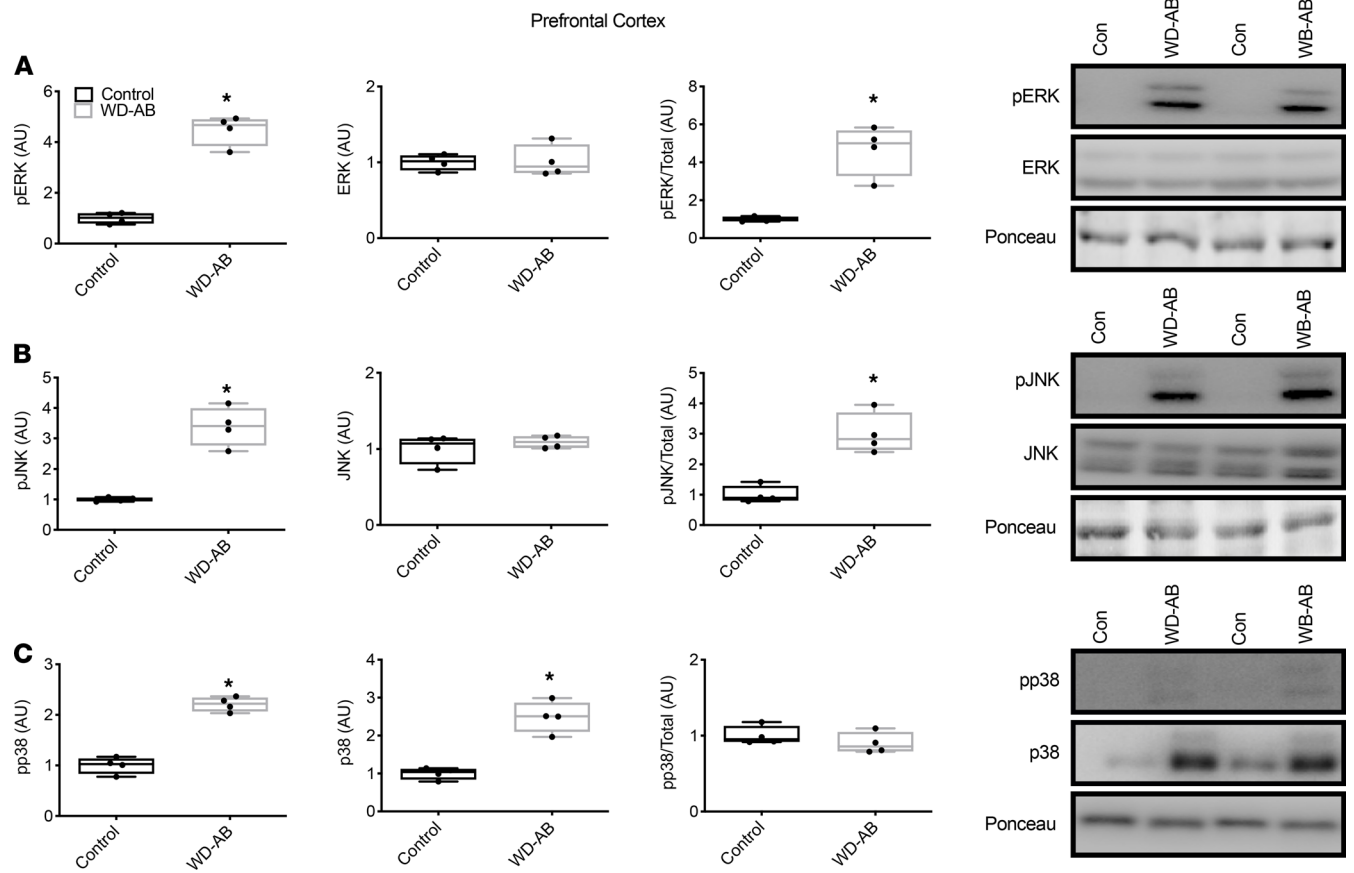 Prefrontal Cortex
A
pERK (AU)
6
4
2
0
Control
WD-AB
*
Control
WD-AB
ERK (AU)
2
1
0
Control
WD-AB
pERK/Total (AU)
8
6
4
2
0
*
Control
WD-AB
Con
WD-AB
Con
WB-AB
pERK
ERK
Ponceau
B
pJNK (AU)
5
4
3
2
1
0
*
Control
WD-AB
JNK (AU)
2
1
0
Control
WD-AB
pJNK/Total (AU)
5
4
3
2
1
0
*
Control
WD-AB
Con
WD-AB
Con
WB-AB
pJNK
JNK
Ponceau
C
pp38 (AU)
3
2
1
0
*
Control
WD-AB
p38 (AU)
4
3
2
1
0
*
Control
WD-AB
pp38/Total (AU)
2
1
0
Control
WD-AB
Con
WD-AB
Con
WB-AB
pp38
p38
Ponceau